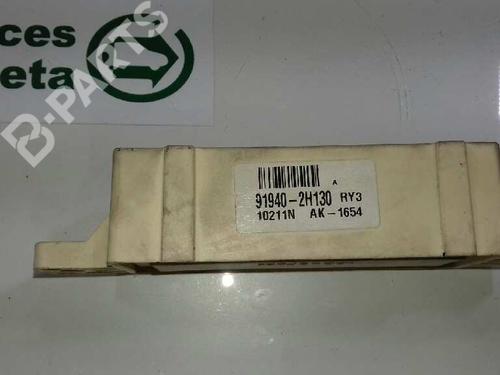 ces
eta
B-PARTS
A
91940-2H130 RY3
10211N AK-1654